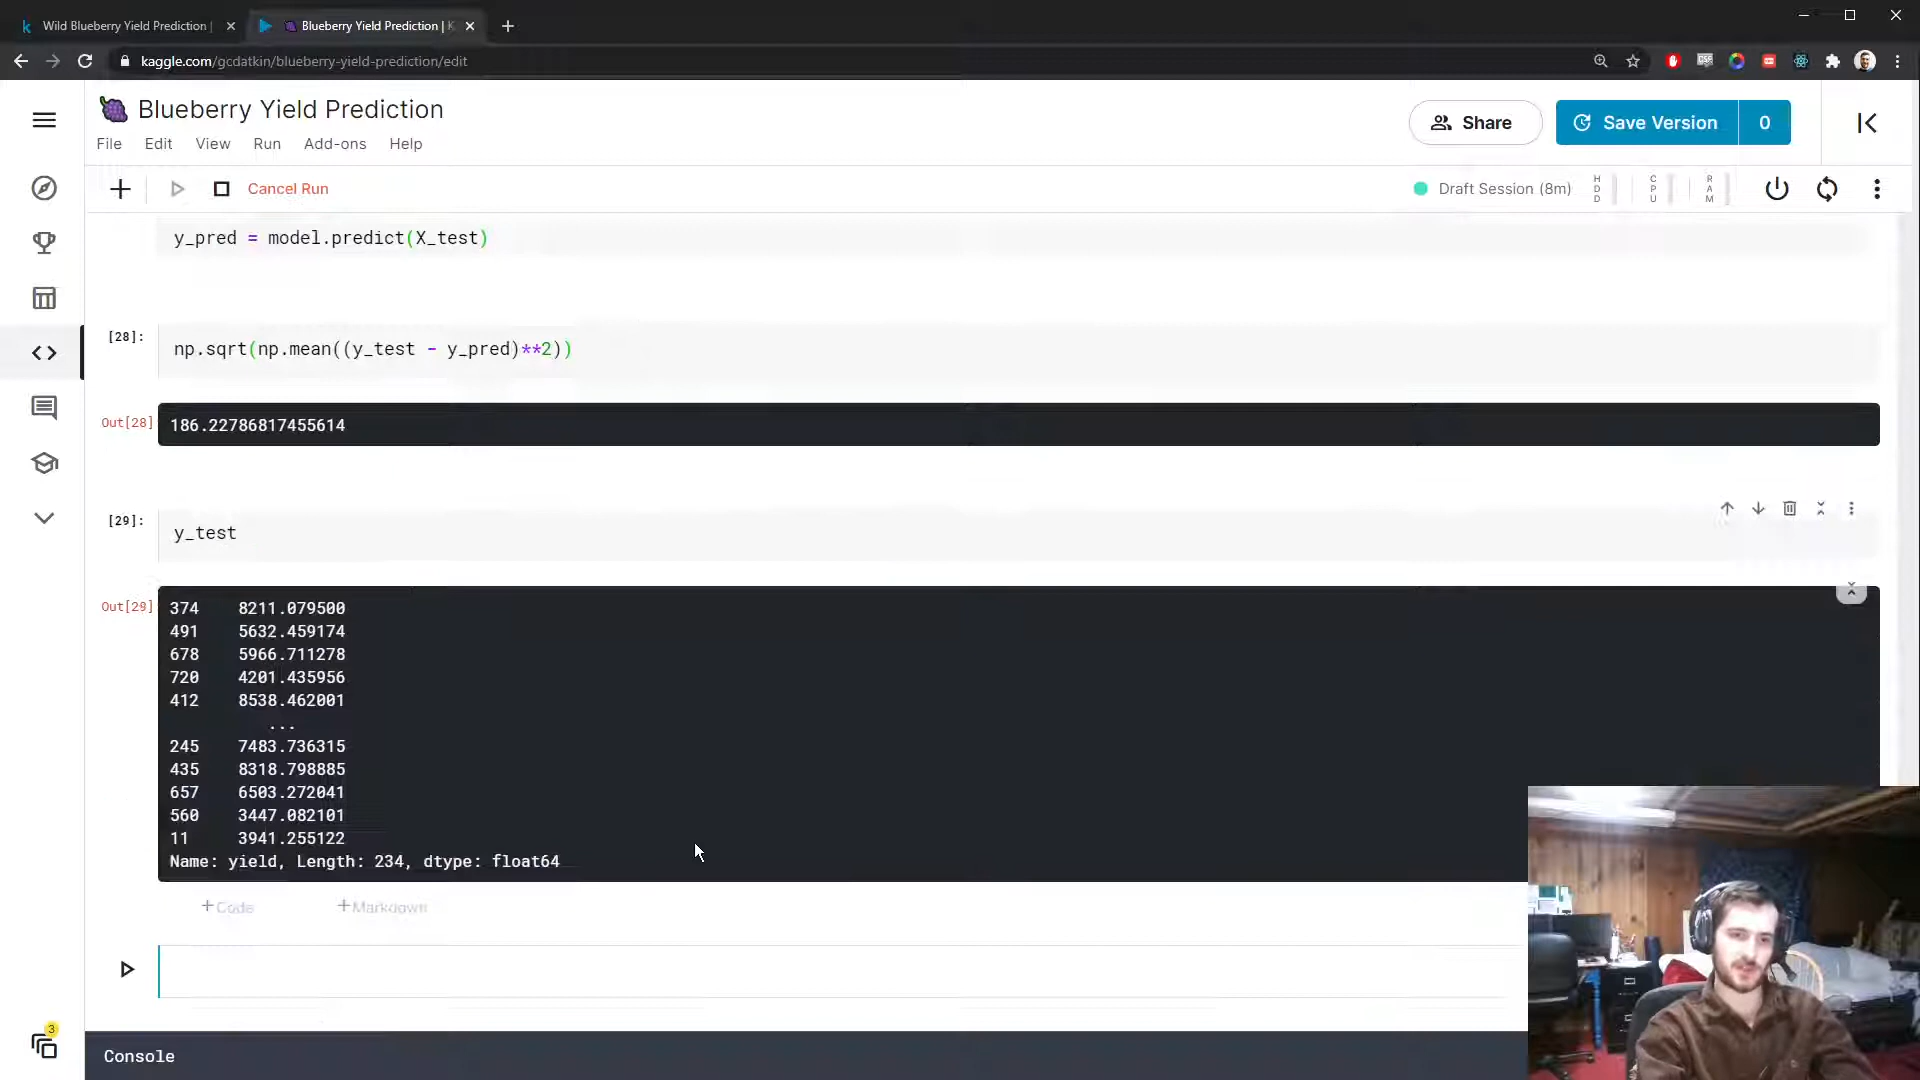 Wild Blueberry Yield Prediction |
Blueberry Yield Prediction | K
kaggle.com/gcdatkin/blueberry-yield-prediction/edit
Blueberry Yield Prediction
File Edit View Run Add-ons Help
Share
Save Version 0
Cancel Run
Draft Session (8m)
HDD
CPU
RAM
y_pred = model.predict(X_test)
[28]:
np.sqrt(np.mean((y_test - y_pred)**2))
Out[28]
186.22786817455614
[29]:
y_test
Out[29]
374 8211.079500
491 5632.459174
678 5966.711278
720 4201.435956
412 8538.462001
...
245 7483.736315
435 8318.798885
657 6503.272041
560 3447.082101
11 3941.255122
Name: yield, Length: 234, dtype: float64
+Code +Markdown
3
Console